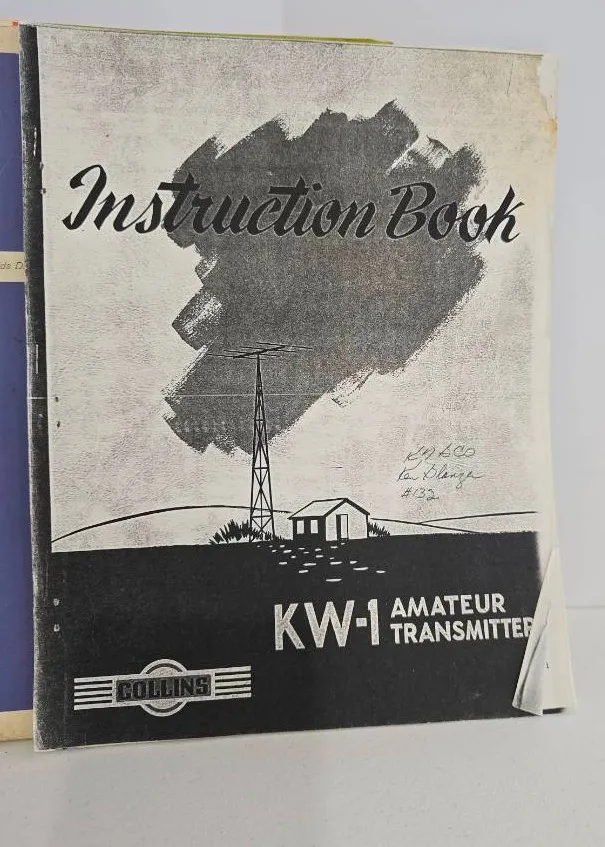 Instruction Book
#132
KW-1 AMATEUR
TRANSMITTER
COLLINS